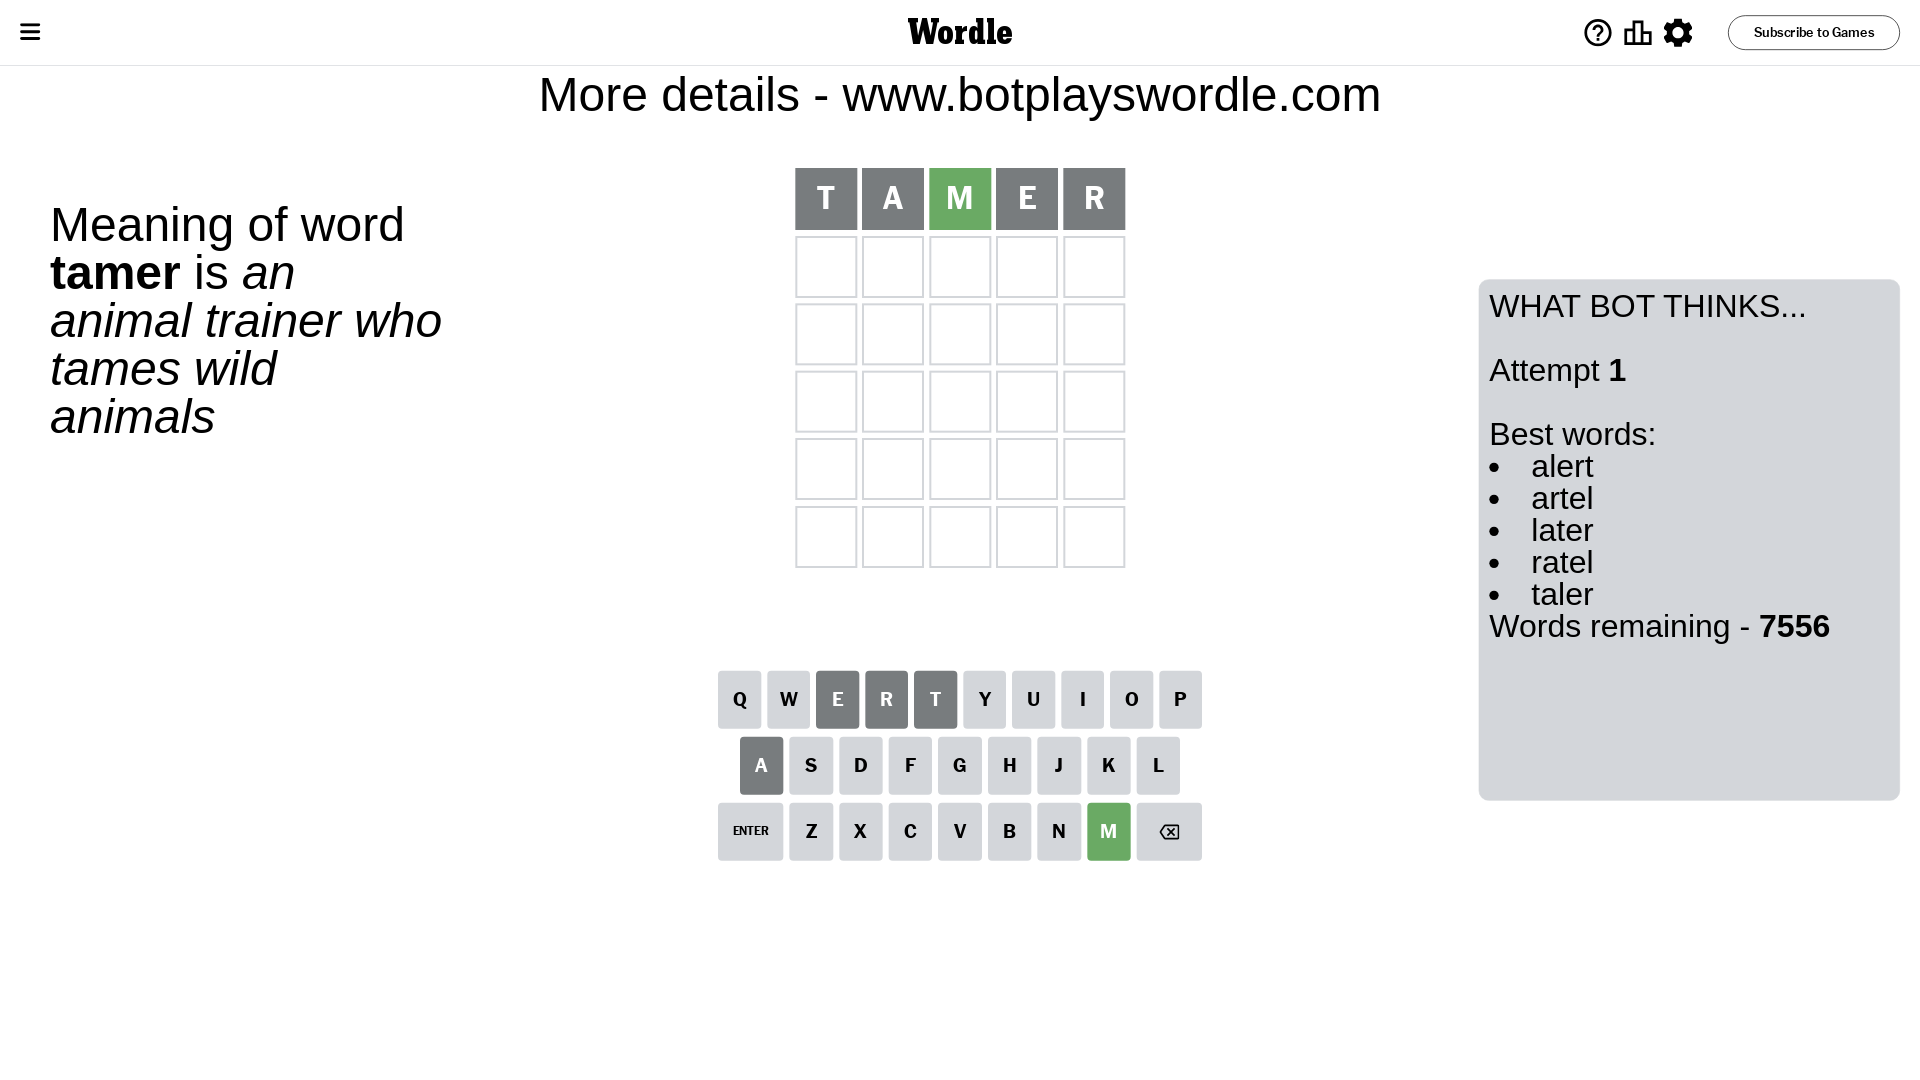 Wordle
Subscribe to Games
More details - www.botplayswordle.com
Meaning of word
tamer is an
animal trainer who
tames wild
animals
T A M E R
WHAT BOT THINKS...
Attempt 1
Best words:
• alert
• artel
• later
• ratel
• taler
Words remaining - 7556
Q W E R T Y U I O P
A S D F G H J K L
ENTER Z X C V B N M